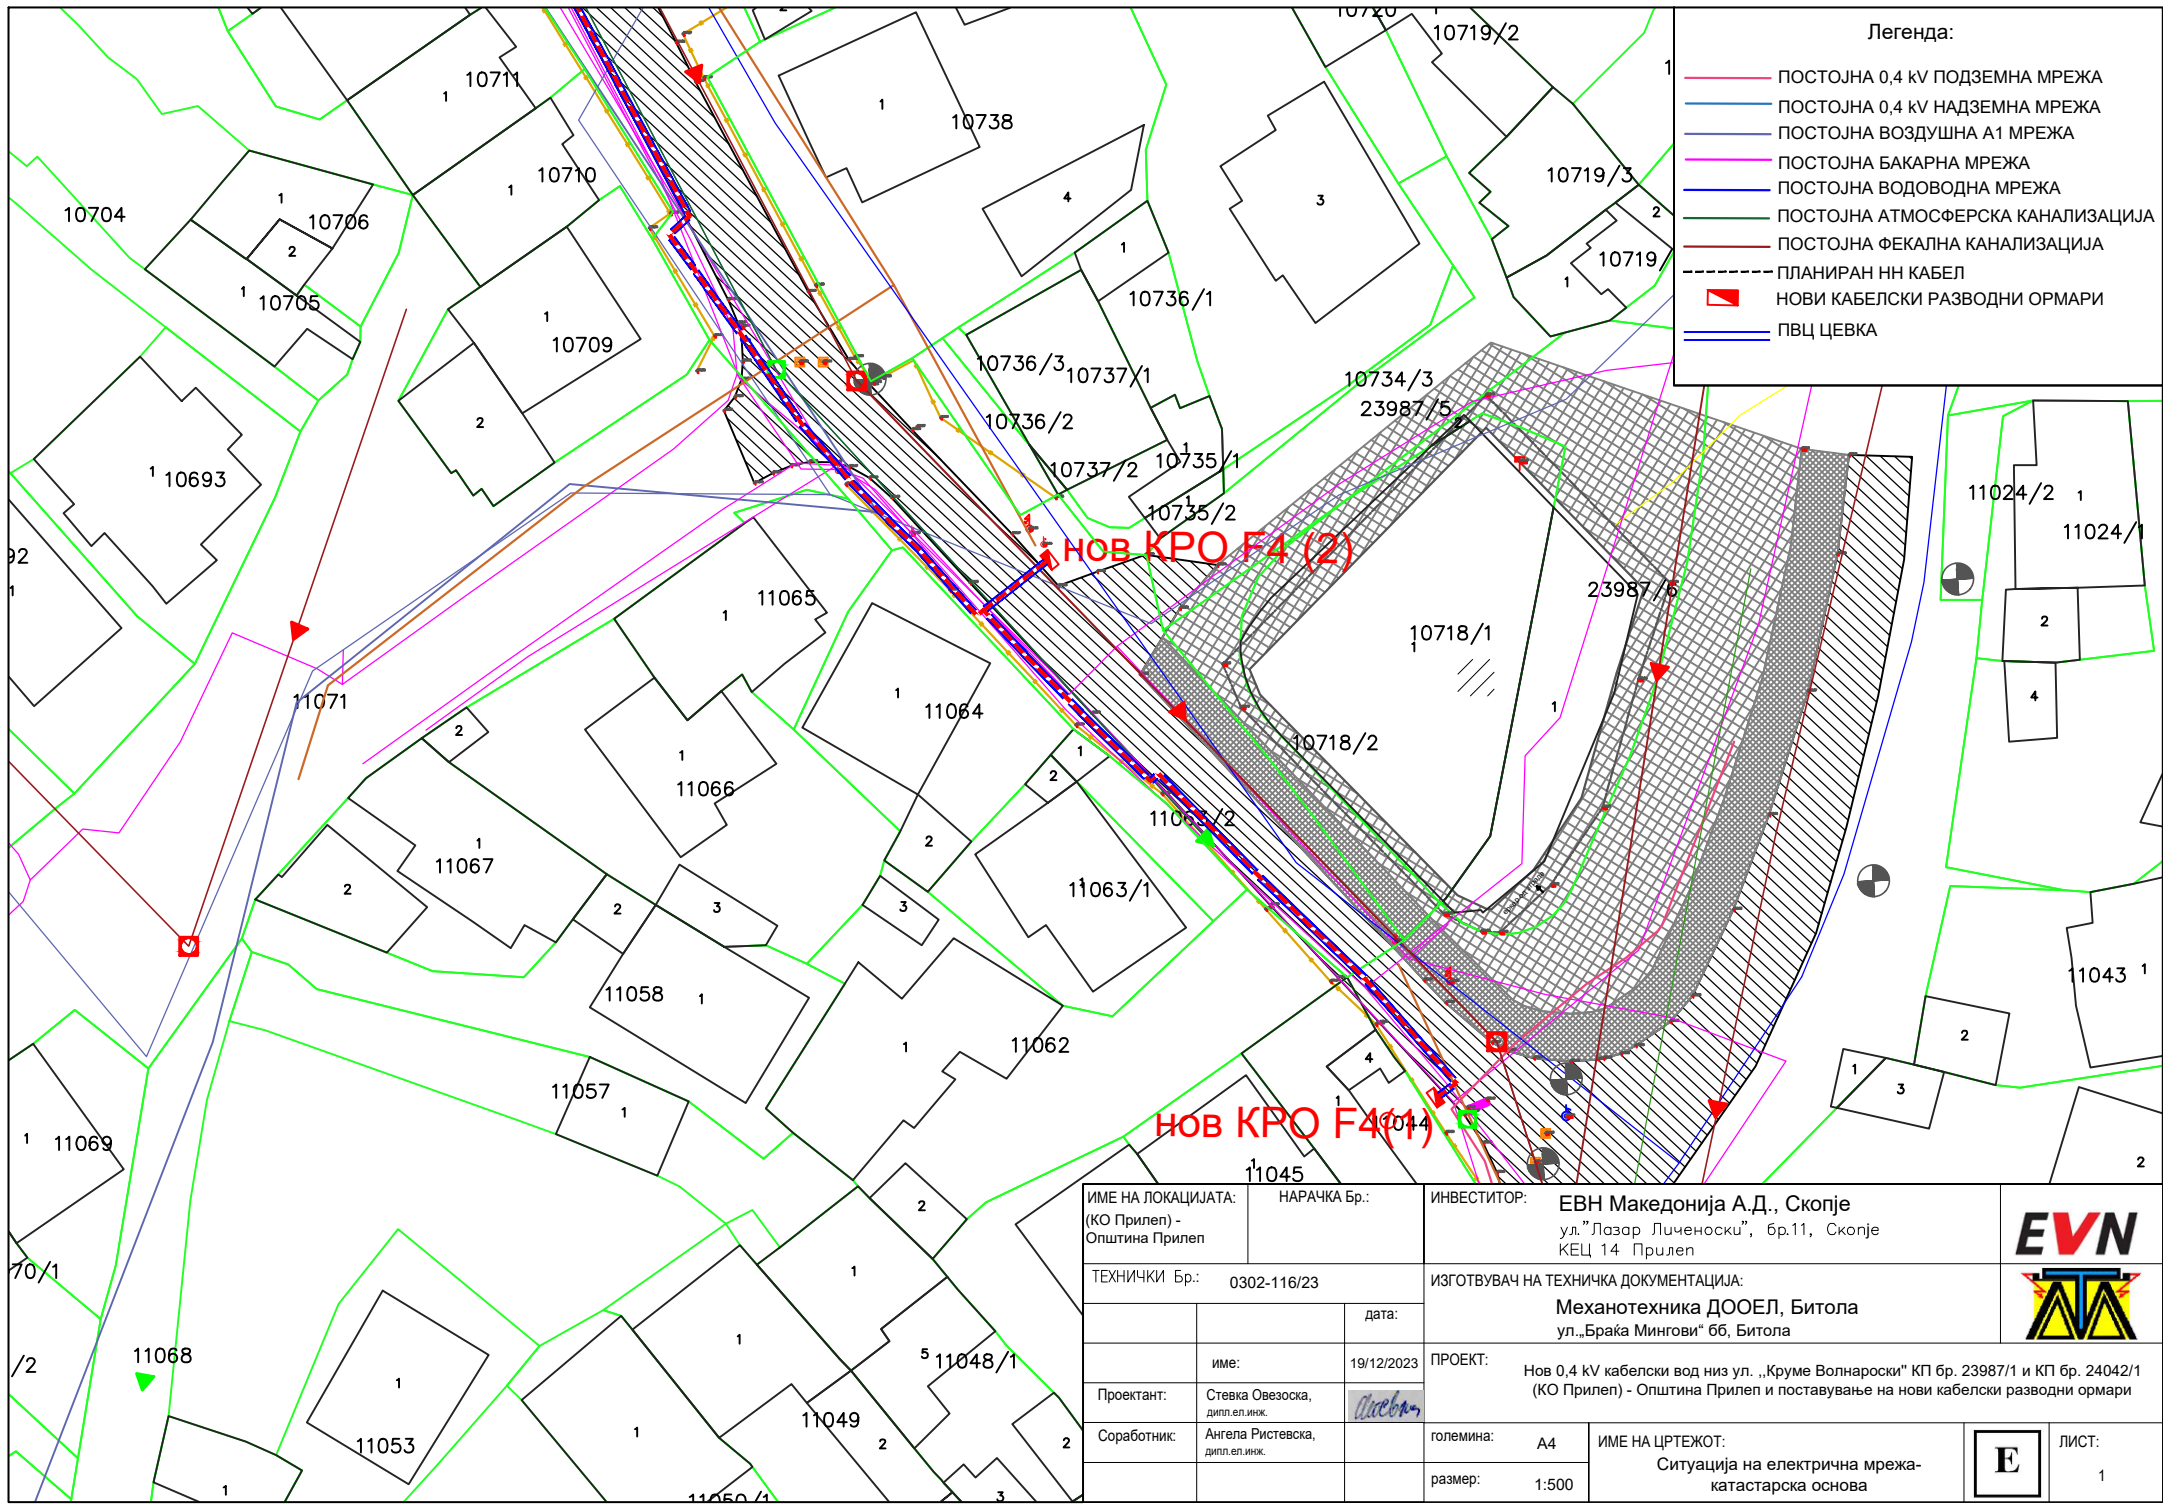 Легенда:
ПОСТОЈНА 0,4 kV ПОДЗЕМНА МРЕЖА
ПОСТОЈНА 0,4 kV НАДЗЕМНА МРЕЖА
ПОСТОЈНА ВОЗДУШНА А1 МРЕЖА
ПОСТОЈНА БАКАРНА МРЕЖА
ПОСТОЈНА ВОДОВОДНА МРЕЖА
ПОСТОЈНА АТМОСФЕРСКА КАНАЛИЗАЦИЈА
ПОСТОЈНА ФЕКАЛНА КАНАЛИЗАЦИЈА
ПЛАНИРАН НН КАБЕЛ
НОВИ КАБЕЛСКИ РАЗВОДНИ ОРМАРИ
ПВЦ ЦЕВКА
10720
10719/2
10711
10738
10710
10719/3
10704
10706
10719/
10705
10736/1
10709
10736/3
10737/1
10734/3
23987/5
10736/2
10737/2
10735/1
10693
11024/2
10735/2
11024/1
нов КРО F4 (2)
11065
23987/6
10718/1
11071
11064
10718/2
11066
11063/2
11067
11063/1
11058
11043
11062
11057
нов КРО F4(1)
11044
11069
11045
70/1
/2
11068
11048/1
11049
11053
11050/1
ИМЕ НА ЛОКАЦИЈАТА:
(КО Прилеп) -
Општина Прилеп
НАРАЧКА Бр.:
ИНВЕСТИТОР:
ЕВН Македонија А.Д., Скопје
ул."Лазар Личеноски", бр.11, Скопје
КЕЦ 14 Прилеп
EVN
ТЕХНИЧКИ Бр.:
0302-116/23
ИЗГОТВУВАЧ НА ТЕХНИЧКА ДОКУМЕНТАЦИЈА:
Механотехника ДООЕЛ, Битола
ул.„Браќа Мингови“ бб, Битола
дата:
име:
19/12/2023
ПРОЕКТ:
Нов 0,4 kV кабелски вод низ ул. ,,Круме Волнароски" КП бр. 23987/1 и КП бр. 24042/1
(КО Прилеп) - Општина Прилеп и поставување на нови кабелски разводни ормари
Проектант:
Стевка Овезоска,
дипл.ел.инж.
Соработник:
Ангела Ристевска,
дипл.ел.инж.
големина:
А4
размер:
1:500
ИМЕ НА ЦРТЕЖОТ:
Ситуација на електрична мрежа-
катастарска основа
E
ЛИСТ:
1